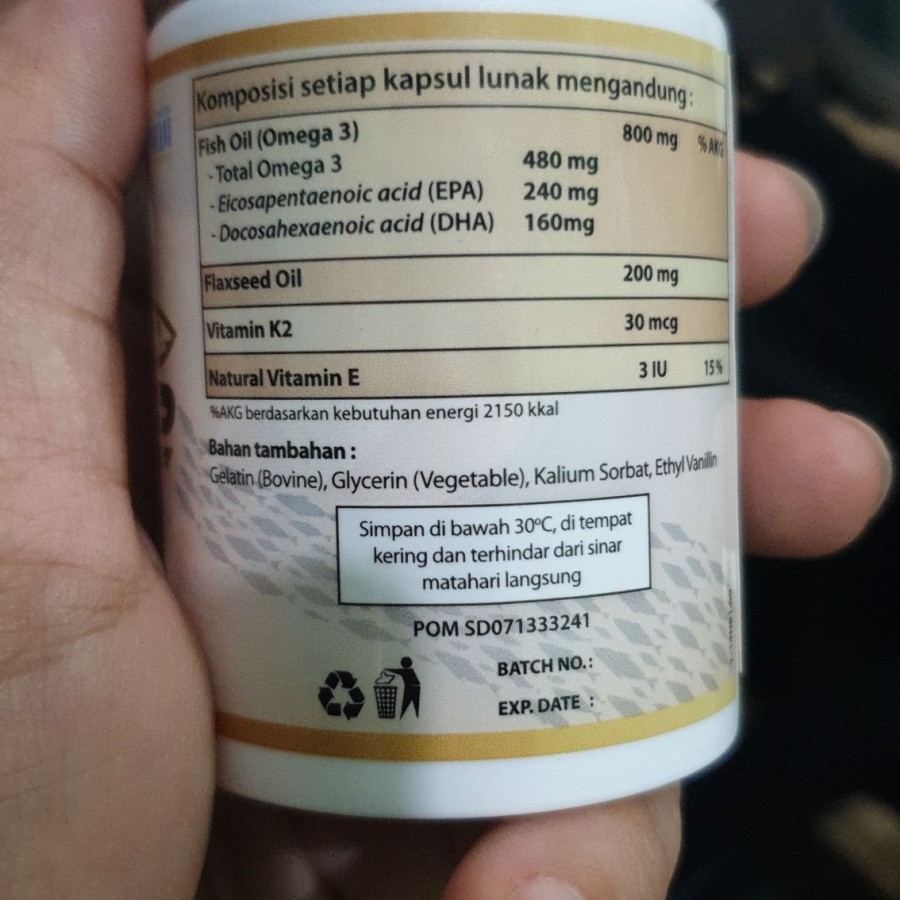 Komposisi setiap kapsul lunak mengandung:
Fish Oil (Omega 3) 800 mg % AKG
- Total Omega 3 480 mg
- Eicosapentaenoic acid (EPA) 240 mg
- Docosahexaenoic acid (DHA) 160mg
Flaxseed Oil 200 mg
Vitamin K2 30 mcg
Natural Vitamin E 3 IU 15%
%AKG berdasarkan kebutuhan energi 2150 kkal
Bahan tambahan :
Gelatin (Bovine), Glycerin (Vegetable), Kalium Sorbat, Ethyl Vanillin
Simpan di bawah 30°C, di tempat
kering dan terhindar dari sinar
matahari langsung
POM SD071333241
BATCH NO.:
EXP. DATE :